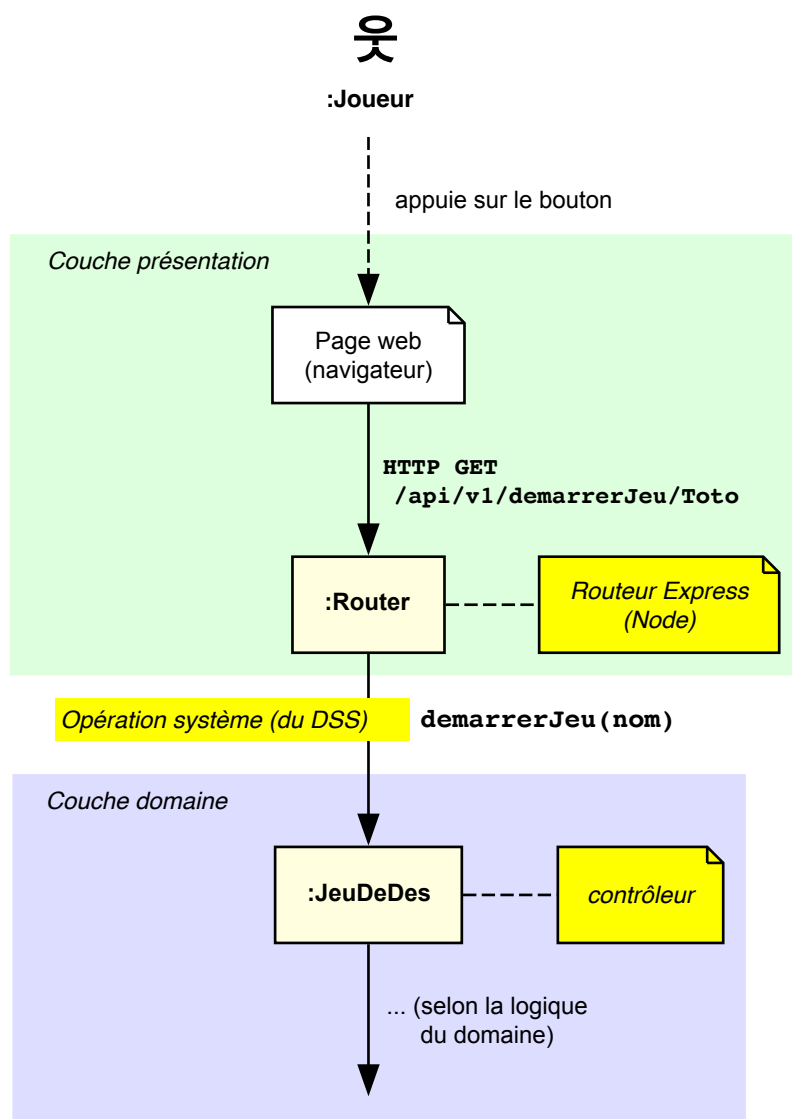 :Joueur
appuie sur le bouton
Couche présentation
Page web
(navigateur)
HTTP GET
/api/v1/demarrerJeu/Toto
:Router
Routeur Express
(Node)
Opération système (du DSS)
demarrerJeu(nom)
Couche domaine
:JeuDeDes
contrôleur
... (selon la logique
du domaine)